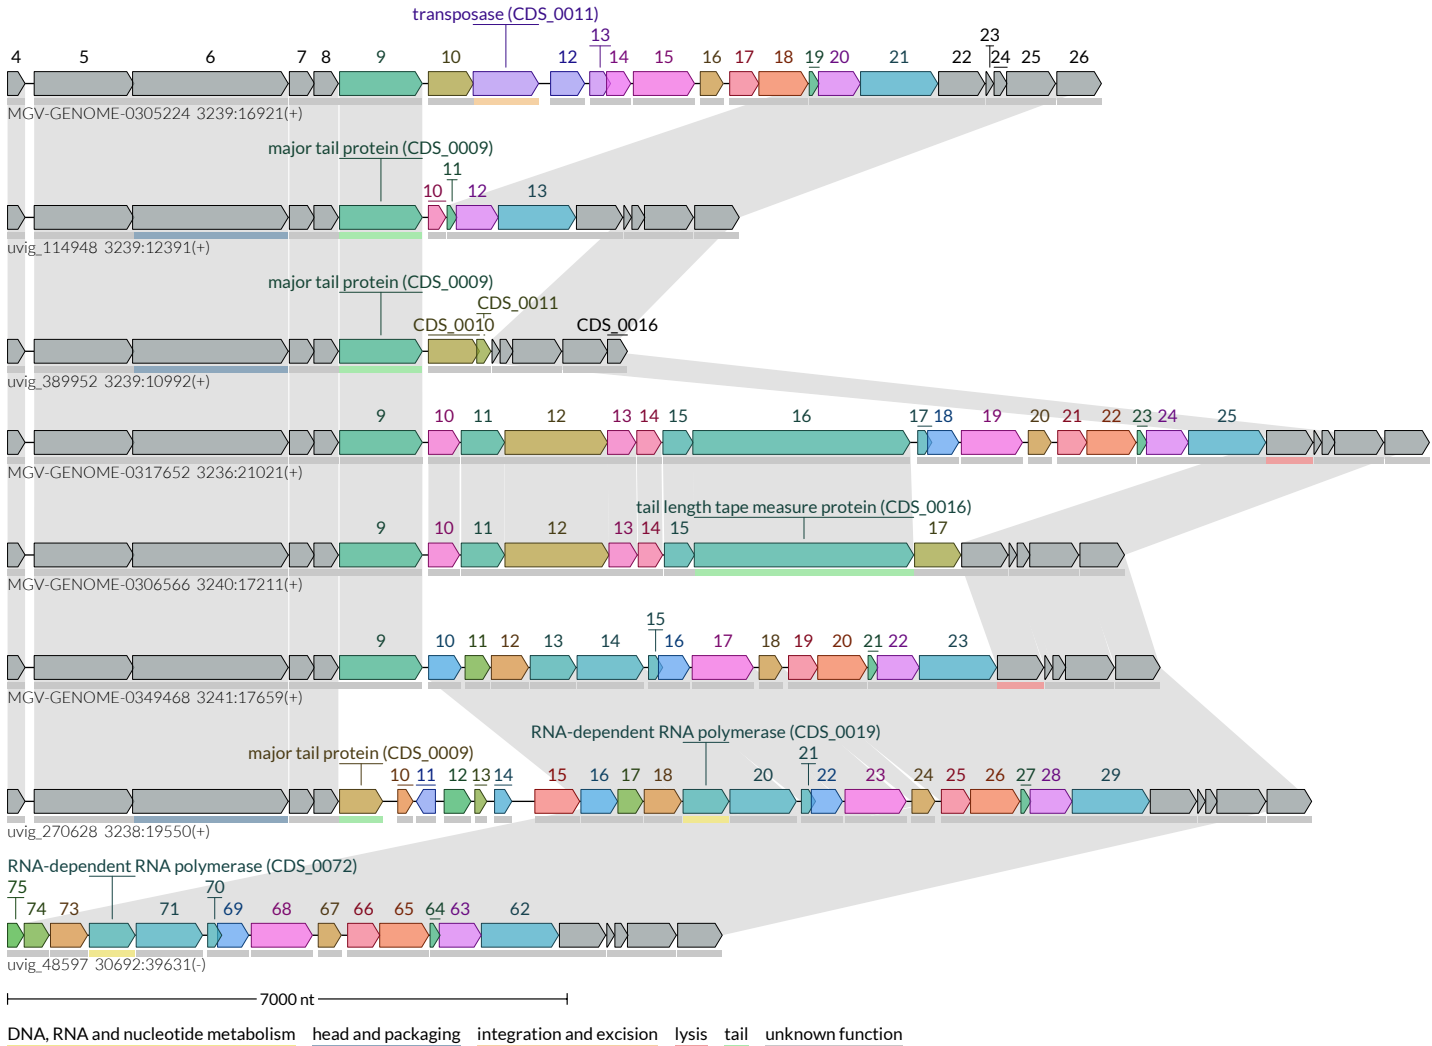 transposase (CDS_0011)
13 23
4 5 6 7 8 9 10 12 14 15 16 17 18 19 20 21 22 24 25 26
MGV-GENOME-0305224 3239:16921(+)
major tail protein (CDS_0009)
11
10 12 13
uvig_114948 3239:12391(+)
major tail protein (CDS_0009)
CDS_0011
CDS_0010 CDS_0016
uvig_389952 3239:10992(+)
9 10 11 12 13 14 15 16 17 18 19 20 21 22 23 24 25
MGV-GENOME-0317652 3236:21021(+)
tail length tape measure protein (CDS_0016)
9 10 11 12 13 14 15 17
MGV-GENOME-0306566 3240:17211(+)
15
9 10 11 12 13 14 16 17 18 19 20 21 22 23
MGV-GENOME-0349468 3241:17659(+)
RNA-dependent RNA polymerase (CDS_0019)
major tail protein (CDS_0009) 21
10 11 12 13 14 15 16 17 18 20 22 23 24 25 26 27 28 29
uvig_270628 3238:19550(+)
RNA-dependent RNA polymerase (CDS_0072)
75 70
74 73 71 69 68 67 66 65 64 63 62
uvig_48597 30692:39631(-)
7000 nt
DNA, RNA and nucleotide metabolism head and packaging integration and excision lysis tail unknown function